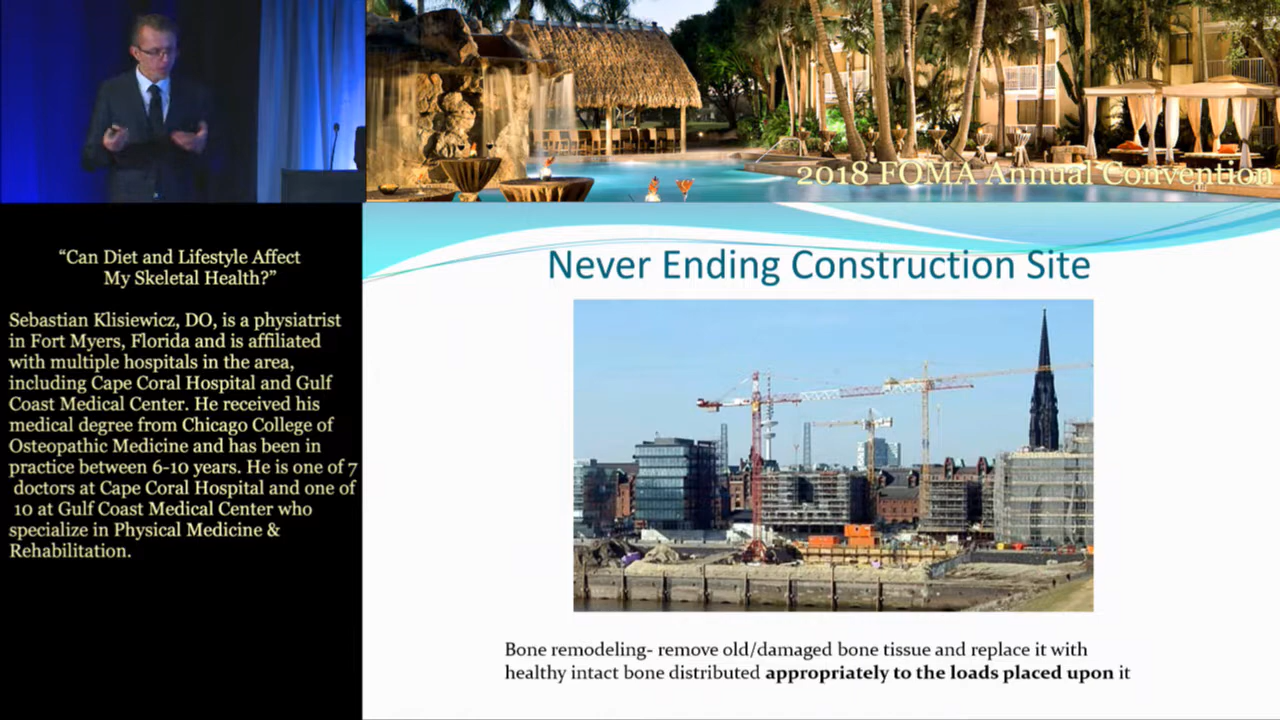 2018 FOMA Annual Convention
“Can Diet and Lifestyle Affect
My Skeletal Health?”
Sebastian Klisiewicz, DO, is a physiatrist
in Fort Myers, Florida and is affiliated
with multiple hospitals in the area,
including Cape Coral Hospital and Gulf
Coast Medical Center. He received his
medical degree from Chicago College of
Osteopathic Medicine and has been in
practice between 6-10 years. He is one of 7
doctors at Cape Coral Hospital and one of
10 at Gulf Coast Medical Center who
specialize in Physical Medicine &
Rehabilitation.
Never Ending Construction Site
Bone remodeling- remove old/damaged bone tissue and replace it with
healthy intact bone distributed appropriately to the loads placed upon it